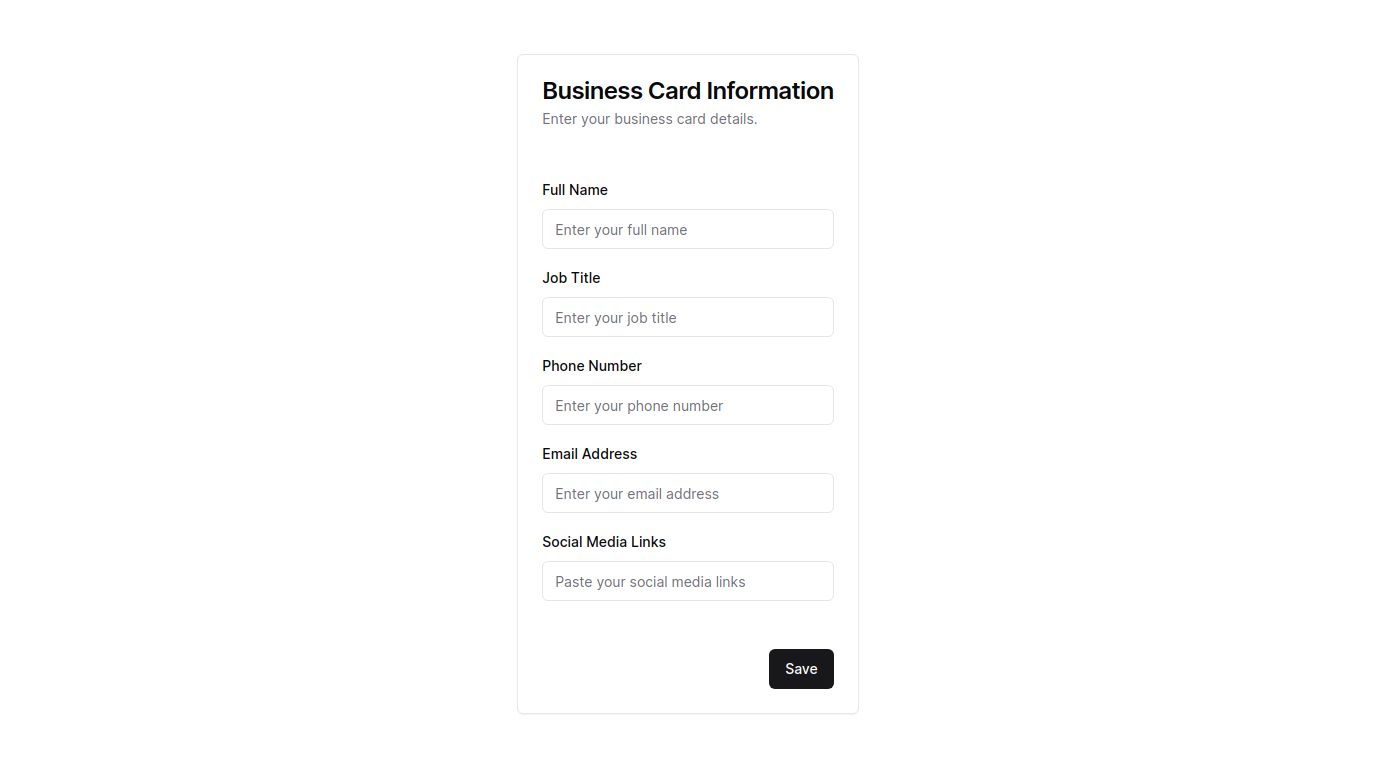 Business Card Information
Enter your business card details.
Full Name
Enter your full name
Job Title
Enter your job title
Phone Number
Enter your phone number
Email Address
Enter your email address
Social Media Links
Paste your social media links
Save